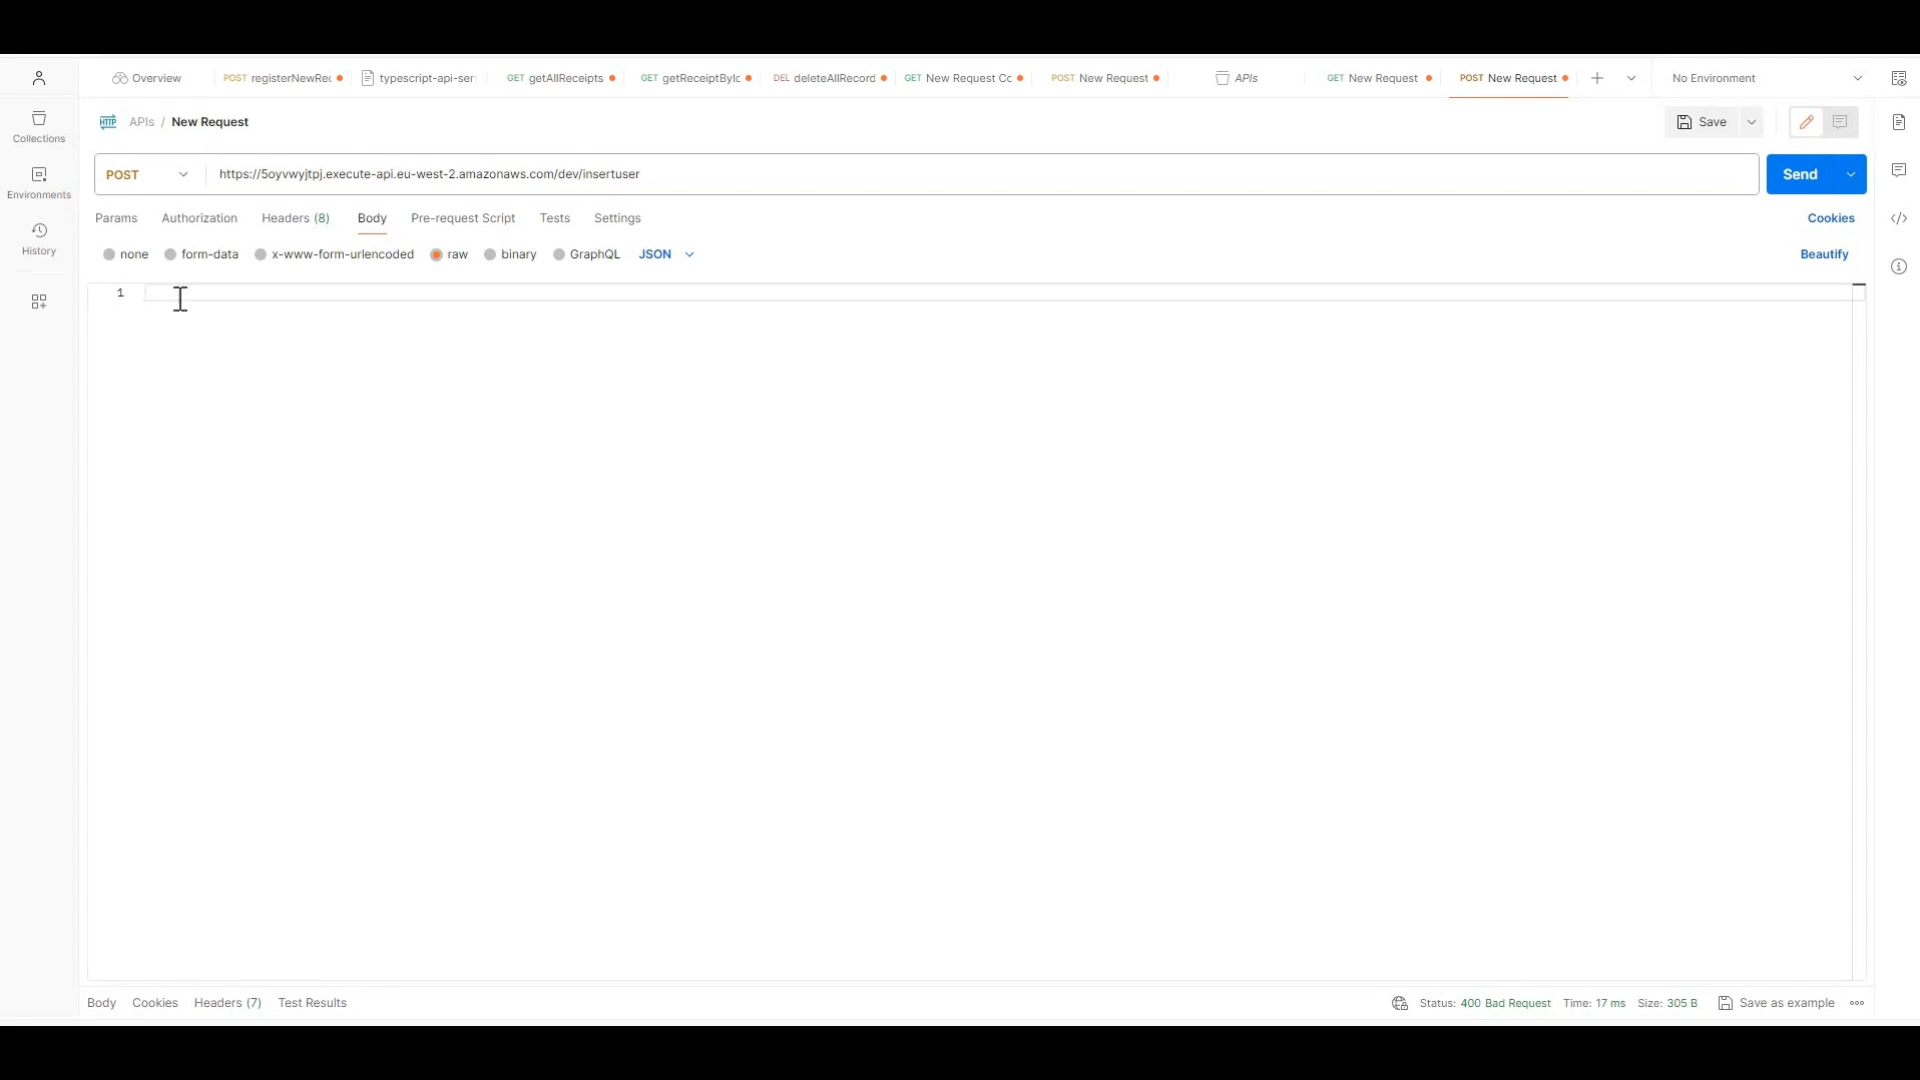 Overview
POST registerNewRec
typescript-api-ser
GET getAllReceipts
GET getReceiptById
DEL deleteAllRecord
GET New Request Co
POST New Request
APIs
GET New Request
POST New Request
No Environment
Collections
Environments
History
HTTP APIs / New Request
Save
POST https://5oyvwyjtpj.execute-api.eu-west-2.amazonaws.com/dev/insertuser
Send
Params Authorization Headers (8) Body Pre-request Script Tests Settings
Cookies
none form-data x-www-form-urlencoded raw binary GraphQL JSON
Beautify
1
Body Cookies Headers (7) Test Results
Status: 400 Bad Request Time: 17 ms Size: 305 B Save as example